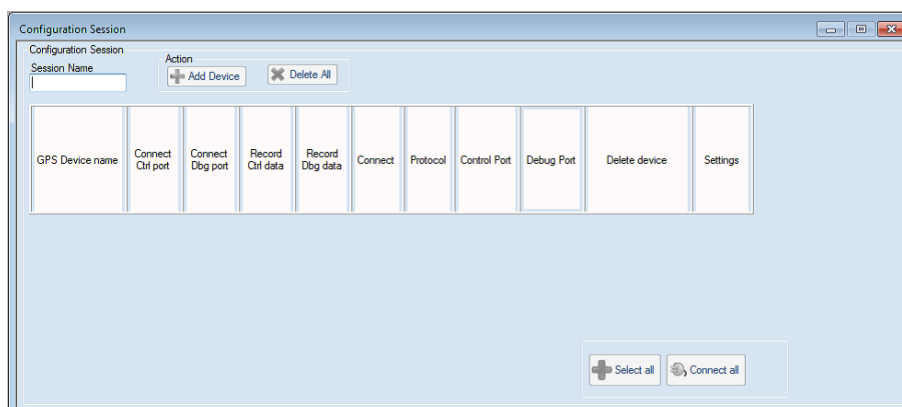 Configuration Session
Configuration Session
Session Name
Action
Add Device
Delete All
GPS Device name
Connect
Ctrl port
Connect
Dbg port
Record
Ctrl data
Record
Dbg data
Connect
Protocol
Control Port
Debug Port
Delete device
Settings
Select all
Connect all